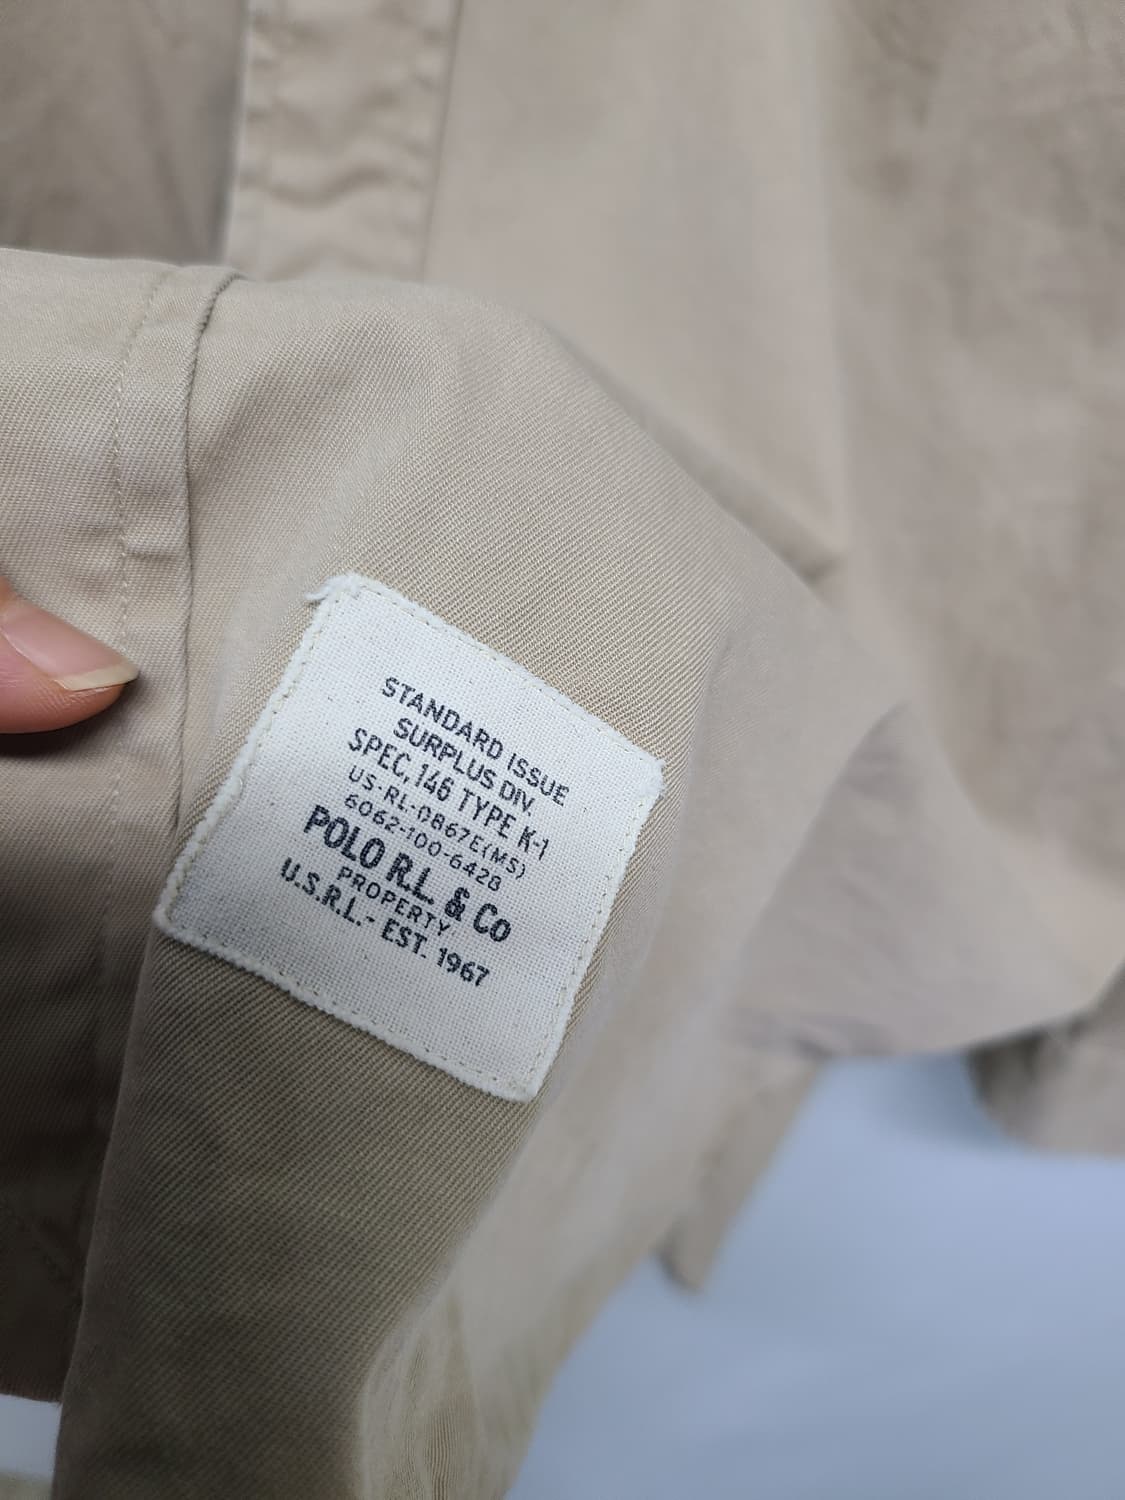 STANDARD ISSUE
SURPLUS DIV.
SPEC, 146 TYPE K-1
US-RL-0867E(MS)
6062-100-6428
POLO R.L. & Co
PROPERTY
U.S.R.L.- EST. 1967